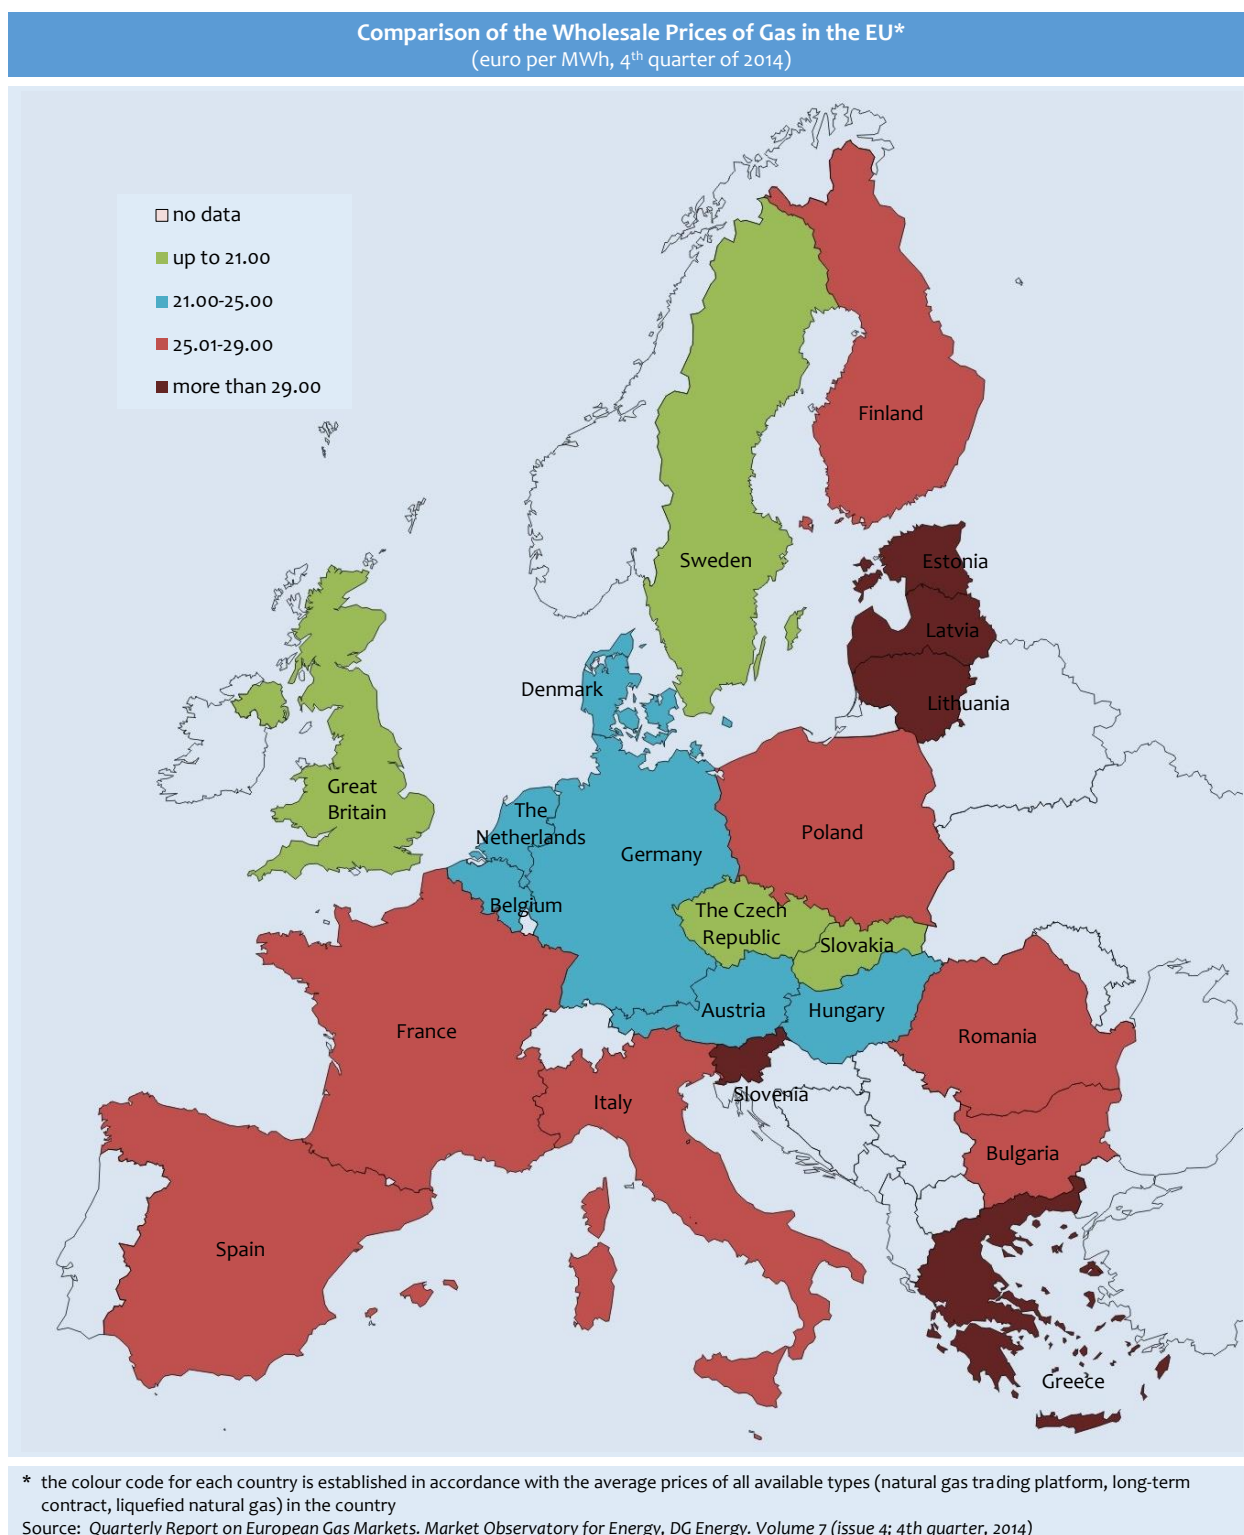 Comparison of the Wholesale Prices of Gas in the EU*
(euro per MWh, 4th quarter of 2014)
no data
up to 21.00
21.00-25.00
25.01-29.00
more than 29.00
Finland
Sweden
Estonia
Latvia
Lithuania
Denmark
Great
Britain
The
Netherlands
Germany
Poland
Belgium
The Czech
Republic
Slovakia
Austria
Hungary
France
Romania
Slovenia
Italy
Bulgaria
Spain
Greece
* the colour code for each country is established in accordance with the average prices of all available types (natural gas trading platform, long-term
contract, liquefied natural gas) in the country
Source: Quarterly Report on European Gas Markets. Market Observatory for Energy, DG Energy. Volume 7 (issue 4; 4th quarter, 2014)